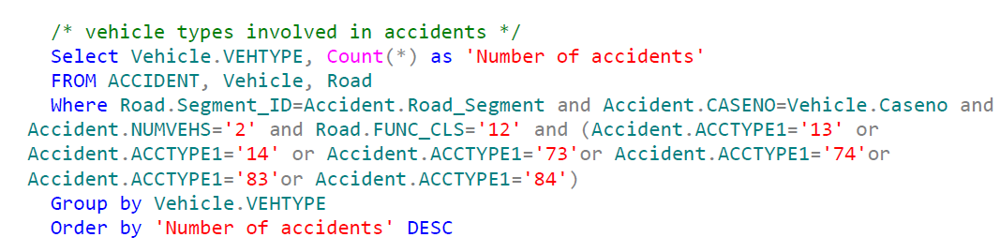 /* vehicle types involved in accidents */
Select Vehicle.VEHTYPE, Count(*) as 'Number of accidents'
FROM ACCIDENT, Vehicle, Road
Where Road.Segment_ID=Accident.Road_Segment and Accident.CASENO=Vehicle.Caseno and
Accident.NUMVEHS='2' and Road.FUNC_CLS='12' and (Accident.ACCTYPE1='13' or
Accident.ACCTYPE1='14' or Accident.ACCTYPE1='73'or Accident.ACCTYPE1='74'or
Accident.ACCTYPE1='83'or Accident.ACCTYPE1='84')
Group by Vehicle.VEHTYPE
Order by 'Number of accidents' DESC